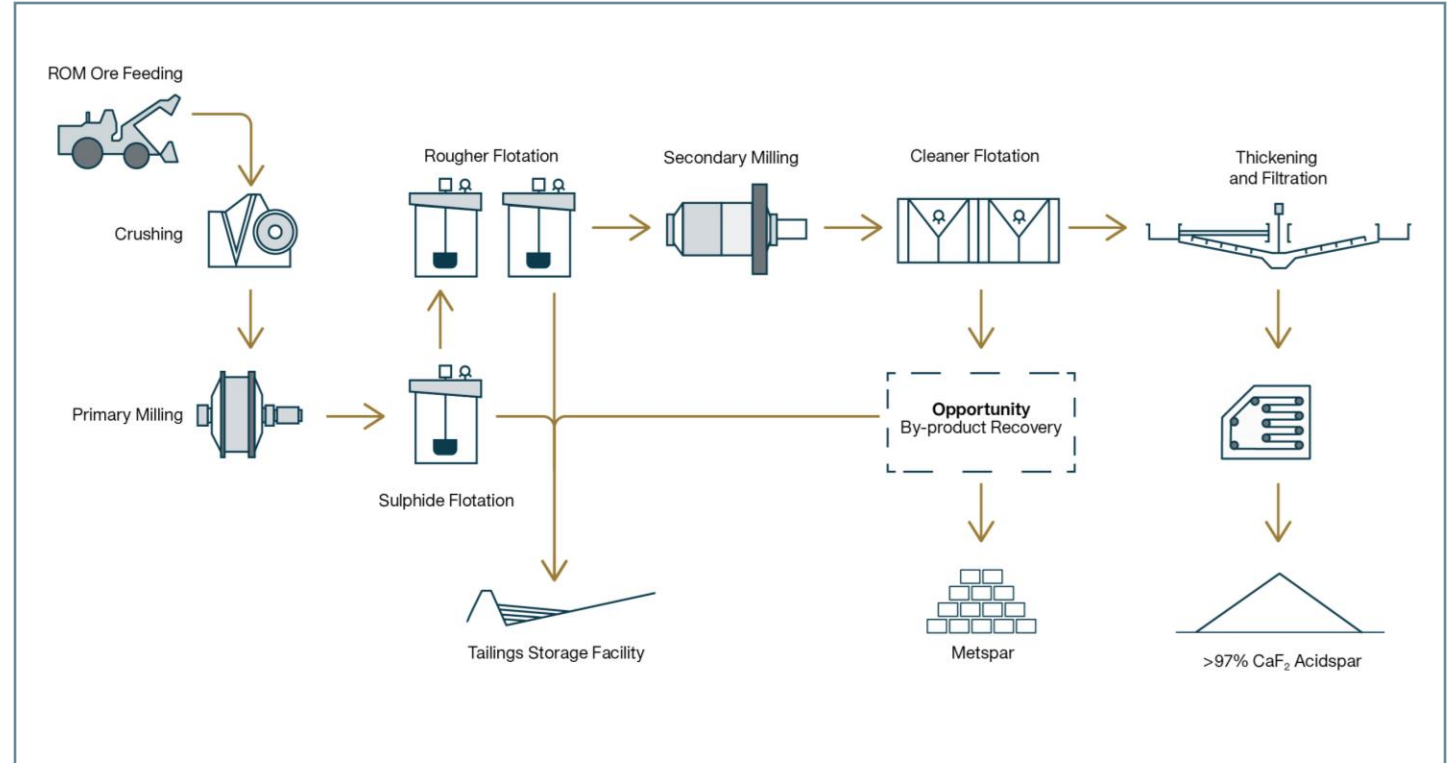 ROM Ore Feeding
Crushing
Primary Milling
Rougher Flotation
Sulphide Flotation
Secondary Milling
Cleaner Flotation
Thickening
and Filtration
Opportunity
By-product Recovery
Tailings Storage Facility
Metspar
>97% CaF₂ Acidspar